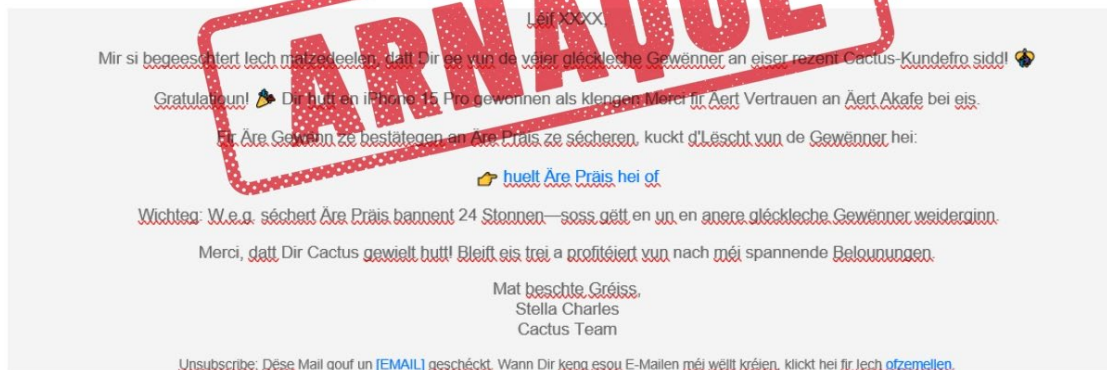 ARNAQUE
Léif XXXX,
Mir si begeeschtert Iech matzedeelen, datt Dir ee vun de véier gléckleche Gewënner an eiser rezent Cactus-Kundefro sidd!
Gratulatioun! Dir hutt en iPhone 15 Pro gewonnen als klengen Merci fir Äert Vertrauen an Äert Akafe bei eis.
Fir Äre Gewënn ze bestätegen an Äre Präis ze sécheren, kuckt d'Lëscht vun de Gewënner hei:
👉 huelt Äre Präis hei of
Wichteg: W.e.g. séchert Äre Präis bannent 24 Stonnen—soss gëtt en un en anere gléckleche Gewënner weiderginn.
Merci, datt Dir Cactus gewielt hutt! Bleift eis trei a profitéiert vun nach méi spannende Belounungen.
Mat beschte Gréiss,
Stella Charles
Cactus Team
Unsubscribe: Dëse Mail gouf un [EMAIL] geschéckt. Wann Dir keng esou E-Mailen méi wëllt kréien, klickt hei fir Iech ofzemellen.